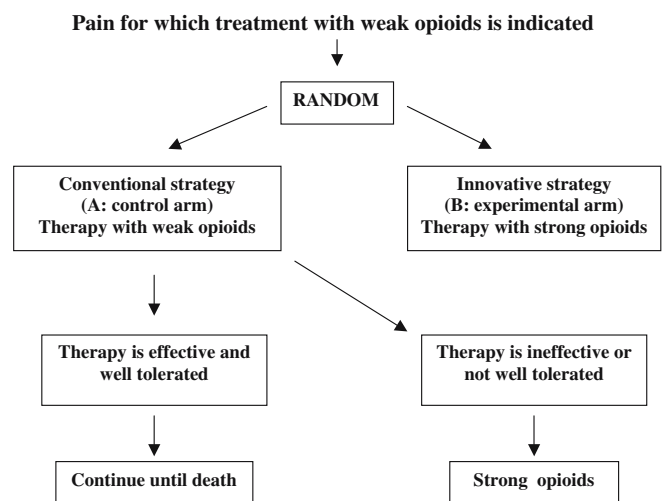 Pain for which treatment with weak opioids is indicated
RANDOM
Conventional strategy
(A: control arm)
Therapy with weak opioids
Innovative strategy
(B: experimental arm)
Therapy with strong opioids
Therapy is effective and
well tolerated
Therapy is ineffective or
not well tolerated
Continue until death
Strong opioids